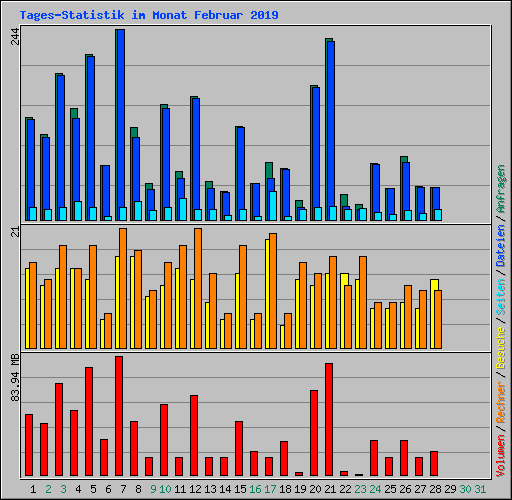 Tages-Statistik im Monat Februar 2019
244
21
83.94 MB
Volumen / Rechner / Besuche / Seiten / Dateien / Anfragen
1 2 3 4 5 6 7 8 9 10 11 12 13 14 15 16 17 18 19 20 21 22 23 24 25 26 27 28 29 30 31